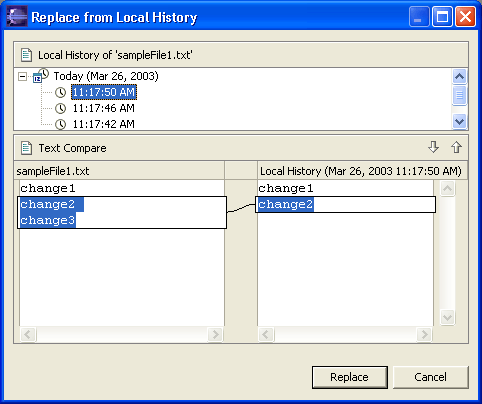 Replace from Local History
Local History of 'sampleFile1.txt'
Today (Mar 26, 2003)
11:17:50 AM
11:17:46 AM
11:17:42 AM
Text Compare
sampleFile1.txt
change1
change2
change3
Local History (Mar 26, 2003 11:17:50 AM)
change1
change2
Replace
Cancel